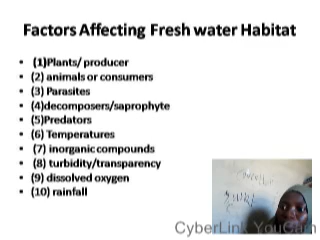 Factors Affecting Fresh water Habitat
• (1)Plants/ producer
• (2) animals or consumers
• (3) Parasites
• (4)decomposers/saprophyte
• (5)Predators
• (6) Temperatures
• (7) inorganic compounds
• (8) turbidity/transparency
• (9) dissolved oxygen
• (10) rainfall
CyberLink YouCam